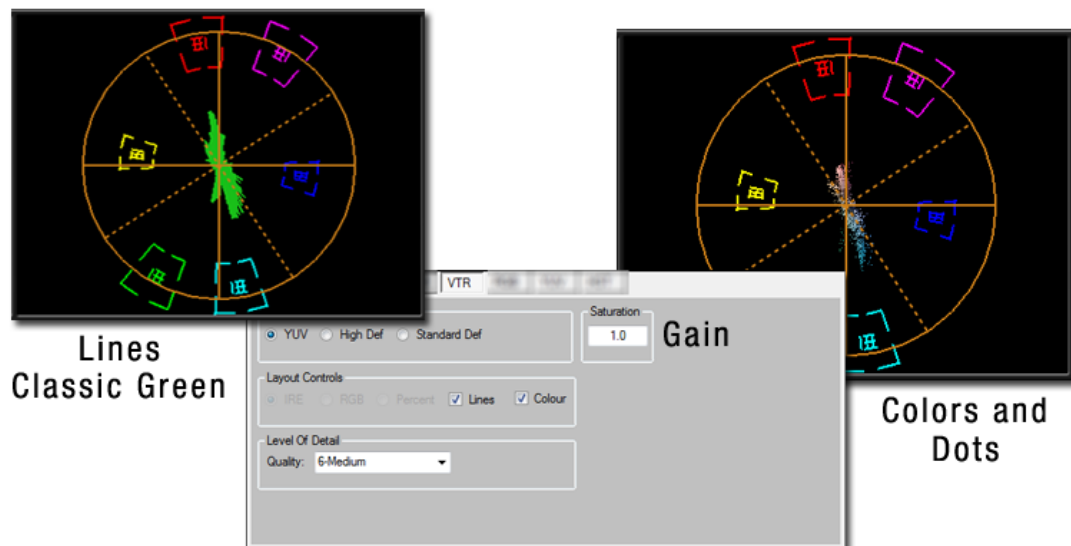 VTR
YUV High Def Standard Def
Saturation
1.0
Gain
Layout Controls
IRE RGB Percent Lines Colour
Level Of Detail
Quality: 6-Medium
Lines
Classic Green
Colors and
Dots